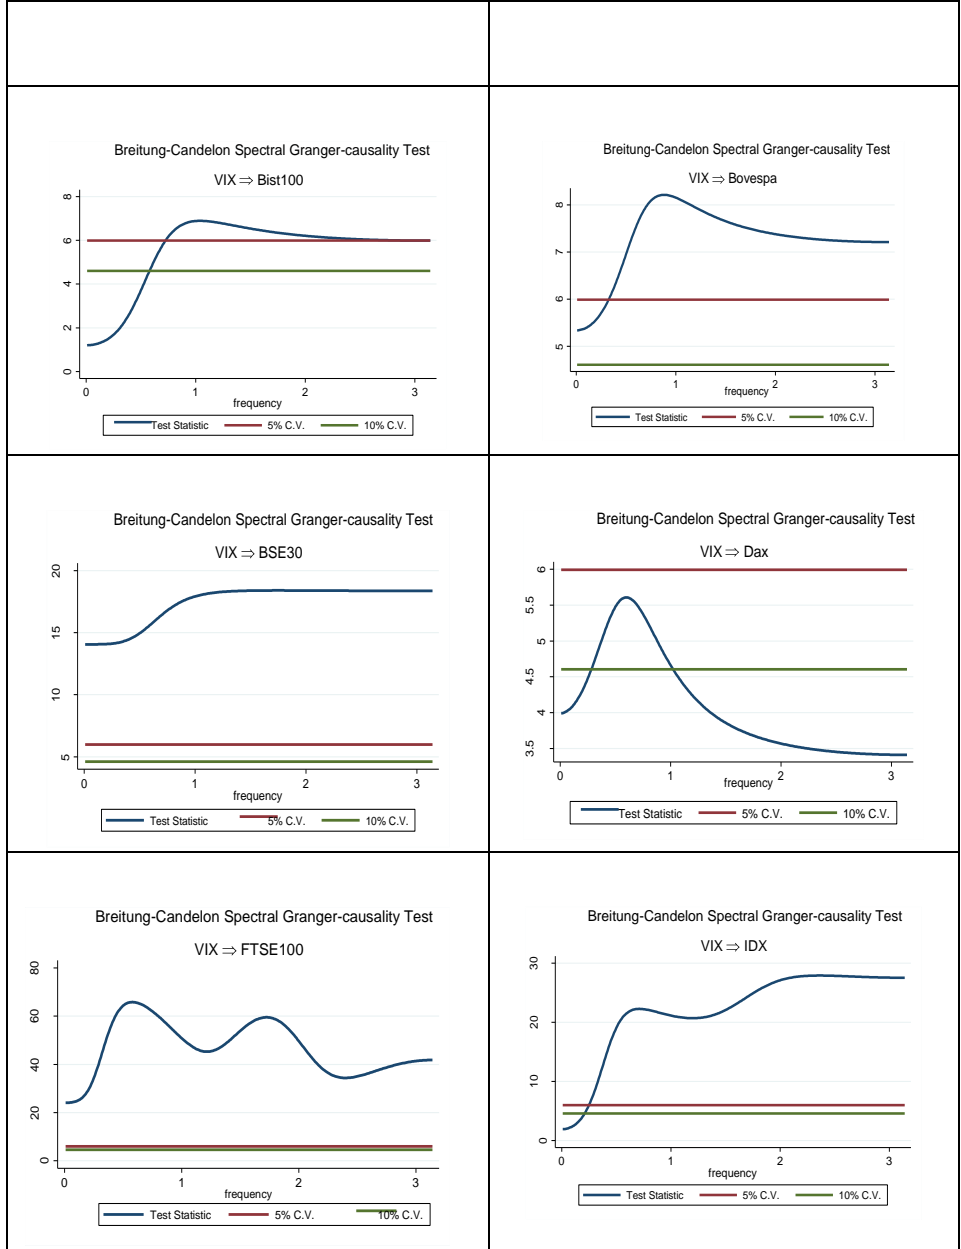 Breitung-Candelon Spectral Granger-causality Test
VIX ⇒ Bist100
8
6
4
2
0
0 1 2 3
frequency
Test Statistic 5% C.V. 10% C.V.
Breitung-Candelon Spectral Granger-causality Test
VIX ⇒ Bovespa
8
7
6
5
0 1 2 3
frequency
Test Statistic 5% C.V. 10% C.V.
Breitung-Candelon Spectral Granger-causality Test
VIX ⇒ BSE30
20
15
10
5
0 1 2 3
frequency
Test Statistic 5% C.V. 10% C.V.
Breitung-Candelon Spectral Granger-causality Test
VIX ⇒ Dax
6
5.5
5
4.5
4
3.5
0 1 2 3
frequency
Test Statistic 5% C.V. 10% C.V.
Breitung-Candelon Spectral Granger-causality Test
VIX ⇒ FTSE100
80
60
40
20
0
0 1 2 3
frequency
Test Statistic 5% C.V. 10% C.V.
Breitung-Candelon Spectral Granger-causality Test
VIX ⇒ IDX
30
20
10
0
0 1 2 3
frequency
Test Statistic 5% C.V. 10% C.V.